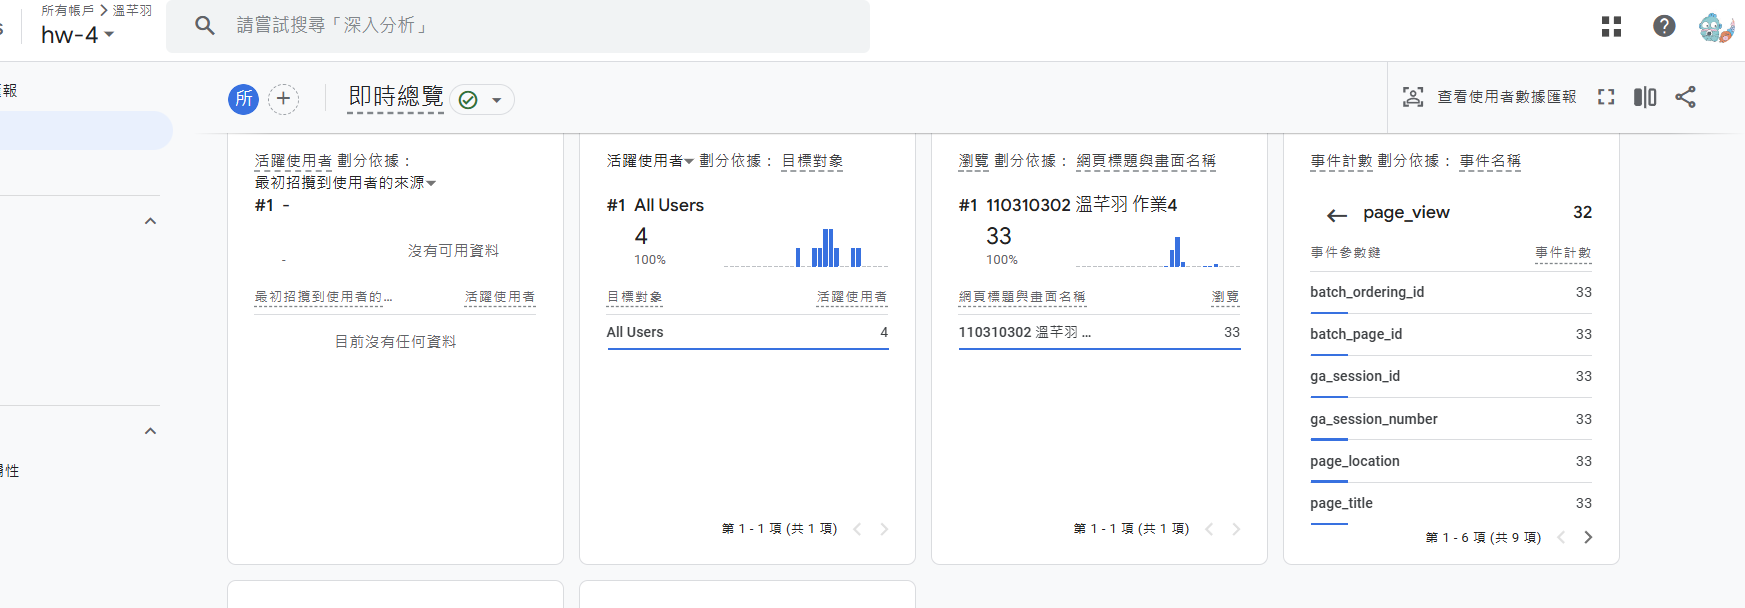 所有帳戶 > 溫芊羽
hw-4
請嘗試搜尋「深入分析」
所
即時總覽
查看使用者數據匯報
活躍使用者 劃分依據：
最初招攬到使用者的來源
#1 -
-
沒有可用資料
最初招攬到使用者的... 活躍使用者
目前沒有任何資料
活躍使用者 劃分依據： 目標對象
#1 All Users
4
100%
目標對象 活躍使用者
All Users 4
第 1 - 1 項 (共 1 項)
瀏覽 劃分依據： 網頁標題與畫面名稱
#1 110310302 溫芊羽 作業4
33
100%
網頁標題與畫面名稱 瀏覽
110310302 溫芊羽 ... 33
第 1 - 1 項 (共 1 項)
事件計數 劃分依據： 事件名稱
page_view 32
事件參數鍵 事件計數
batch_ordering_id 33
batch_page_id 33
ga_session_id 33
ga_session_number 33
page_location 33
page_title 33
第 1 - 6 項 (共 9 項)